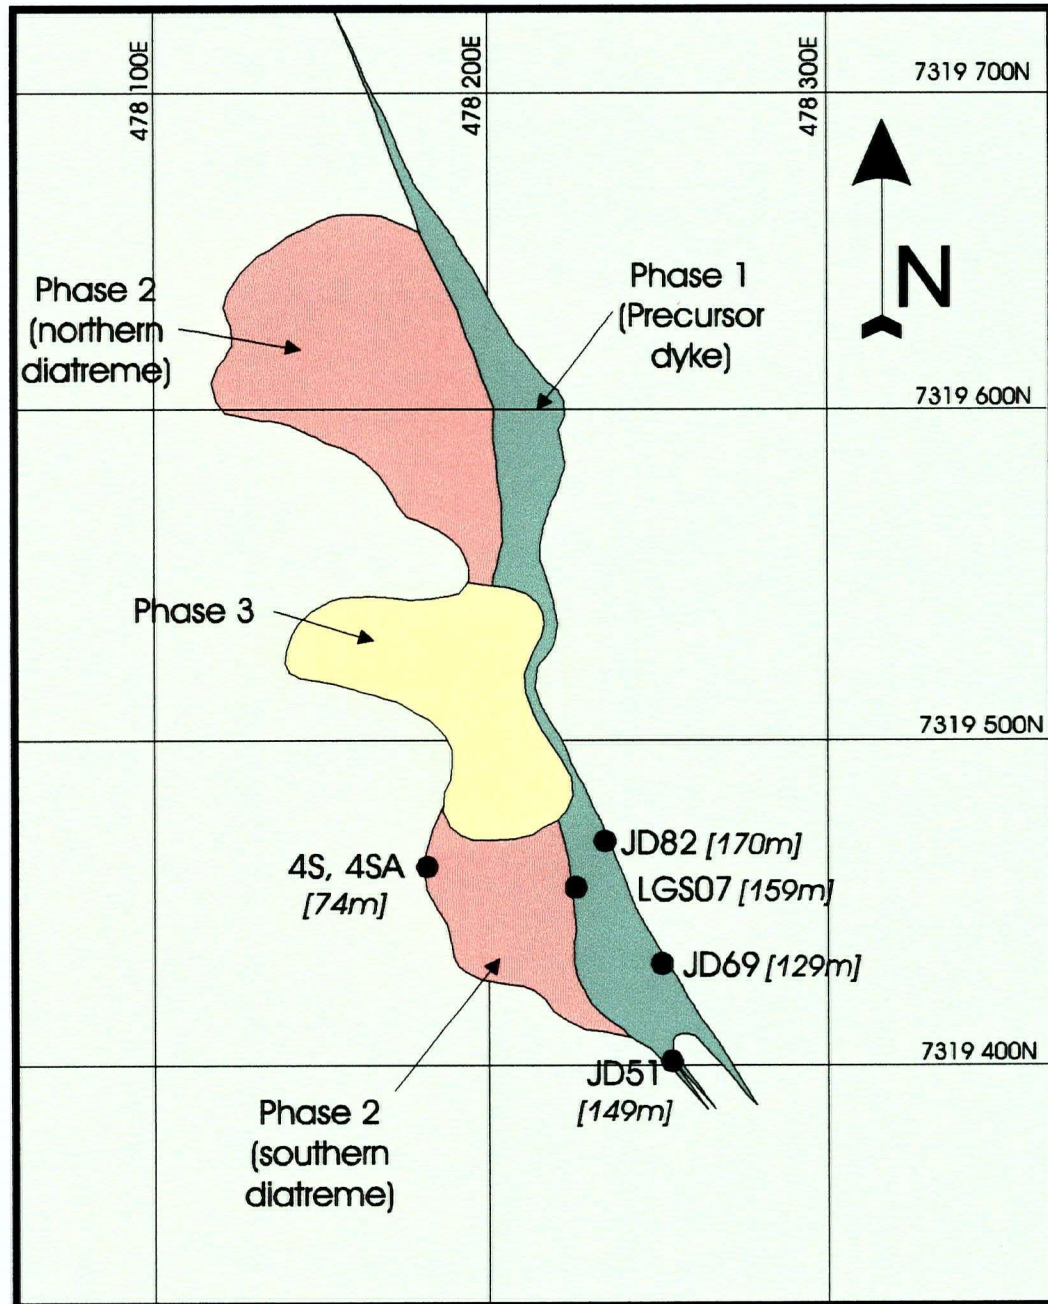 478 100E
478 200E
478 300E
7319 700N
N
Phase 2
(northern
diatreme)
Phase 1
(Precursor
dyke)
7319 600N
Phase 3
7319 500N
JD82 [170m]
4S, 4SA
[74m]
LGS07 [159m]
JD69 [129m]
7319 400N
JD51
[149m]
Phase 2
(southern
diatreme)